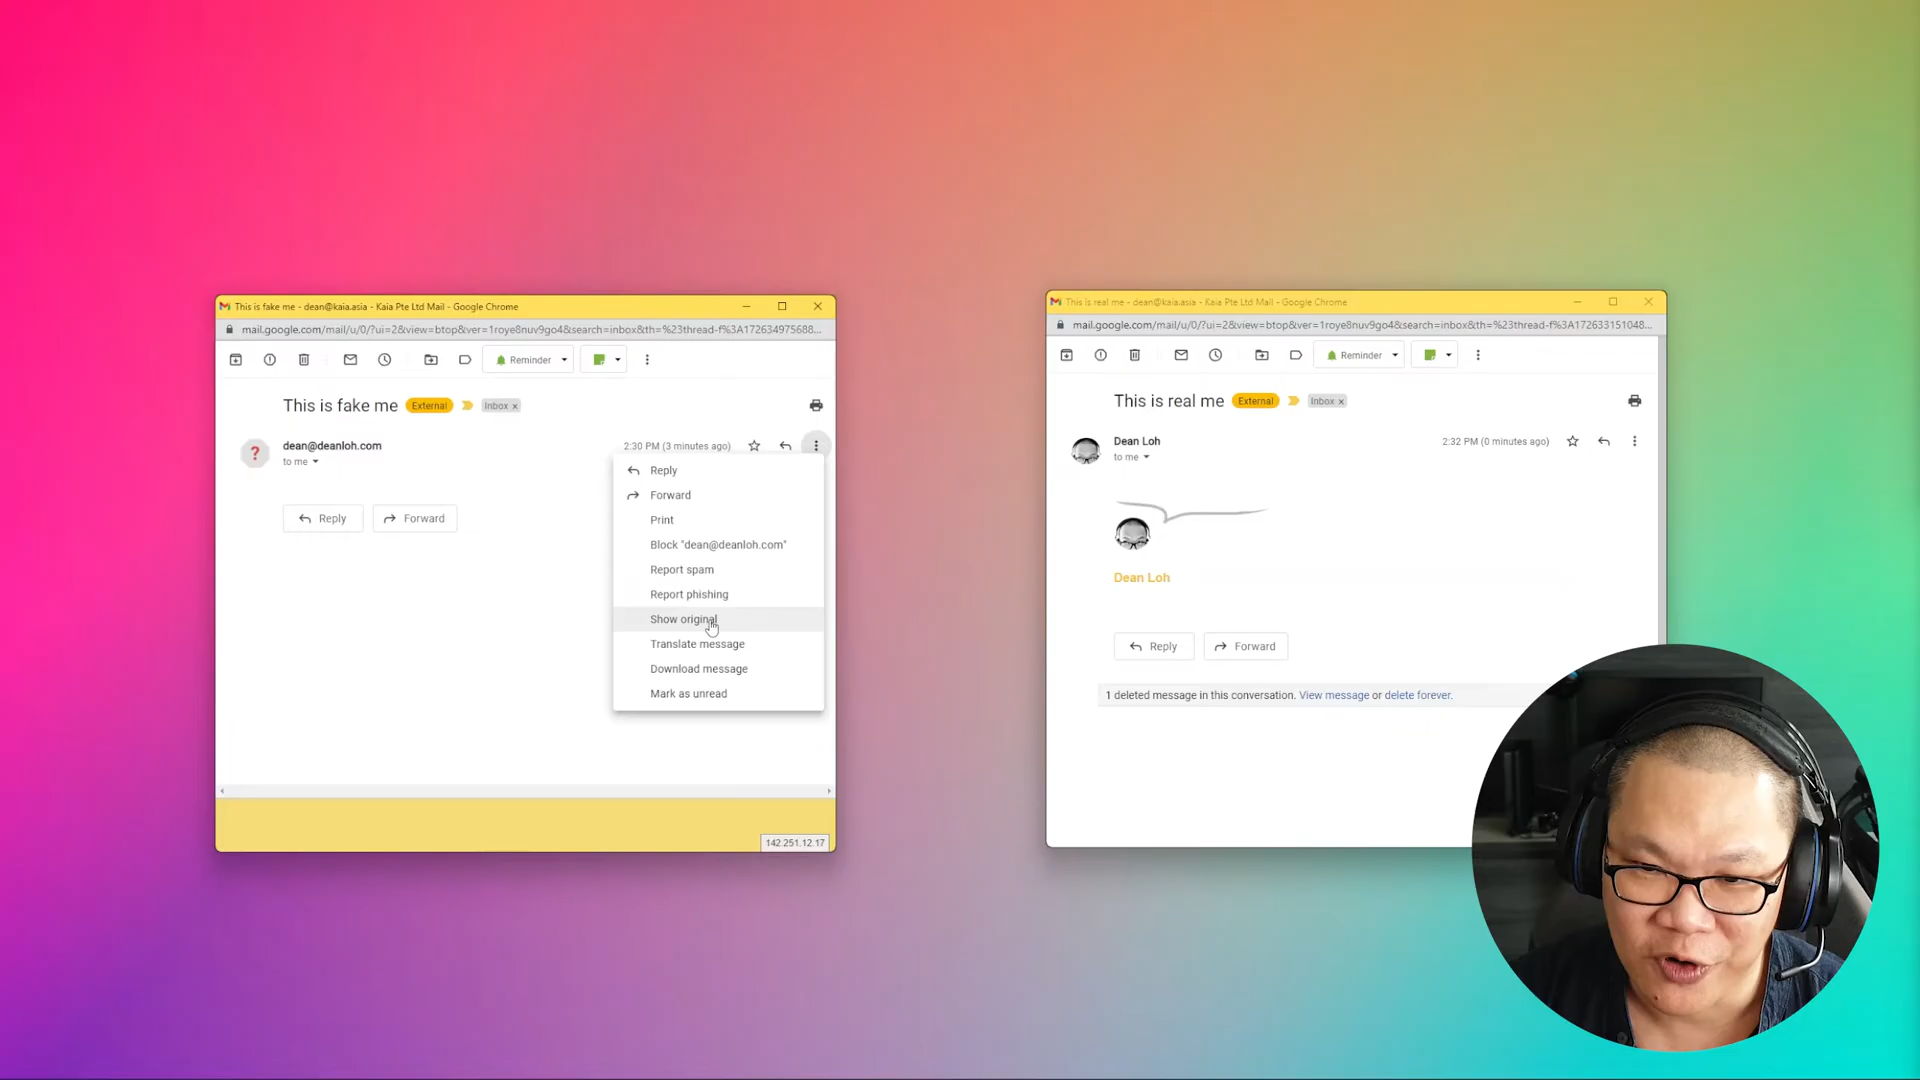 This is fake me - dean@kaia.asia - Kaia Pte Ltd Mail - Google Chrome
mail.google.com/mail/u/0/?ui=2&view=btop&ver=1roye8nuv9go4&search=inbox&th=%23thread-f%3A172634975688...
Reminder
This is fake me External Inbox x
dean@deanloh.com 2:30 PM (3 minutes ago)
to me
Reply Forward
Reply
Forward
Print
Block "dean@deanloh.com"
Report spam
Report phishing
Show original
Translate message
Download message
Mark as unread
142.251.12.17
This is real me - dean@kaia.asia - Kaia Pte Ltd Mail - Google Chrome
mail.google.com/mail/u/0/?ui=2&view=btop&ver=1roye8nuv9go4&search=inbox&th=%23thread-f%3A172633151048...
Reminder
This is real me External Inbox x
Dean Loh 2:32 PM (0 minutes ago)
to me
Dean Loh
Reply Forward
1 deleted message in this conversation. View message or delete forever.